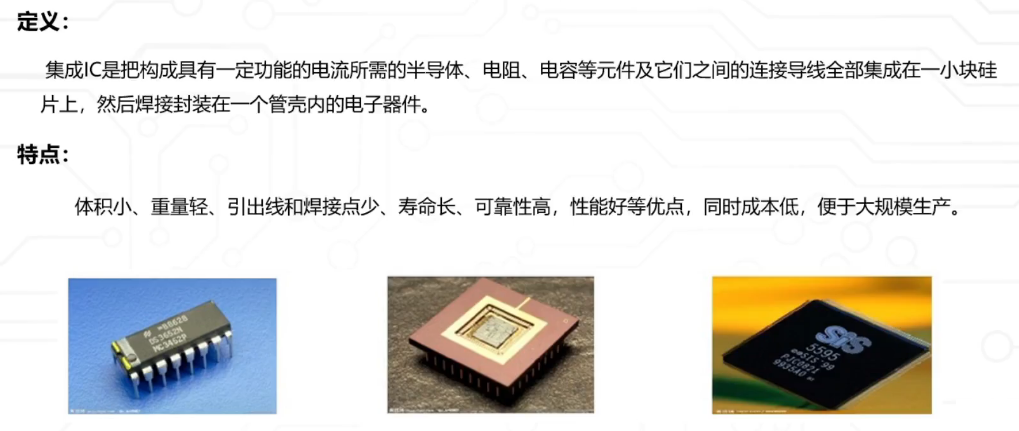 定义：
集成IC是把构成具有一定功能的电流所需的半导体、电阻、电容等元件及它们之间的连接导线全部集成在一小块硅
片上，然后焊接封装在一个管壳内的电子器件。
特点：
体积小、重量轻、引出线和焊接点少、寿命长、可靠性高，性能好等优点，同时成本低，便于大规模生产。
DS3652N
MC3452P
SiS
5595
SIS '99
9935A0